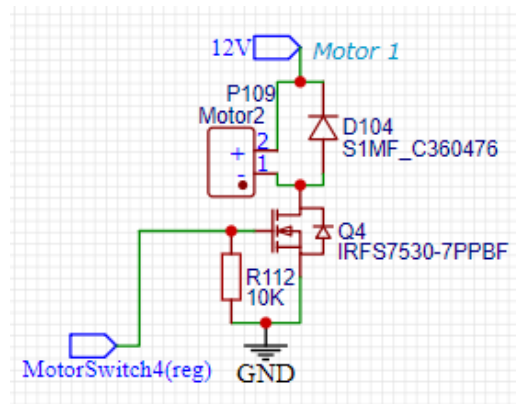 12V
Motor 1
P109
Motor2
2
+
1
-
D104
S1MF_C360476
Q4
IRFS7530-7PPBF
R112
10K
MotorSwitch4(reg)
GND